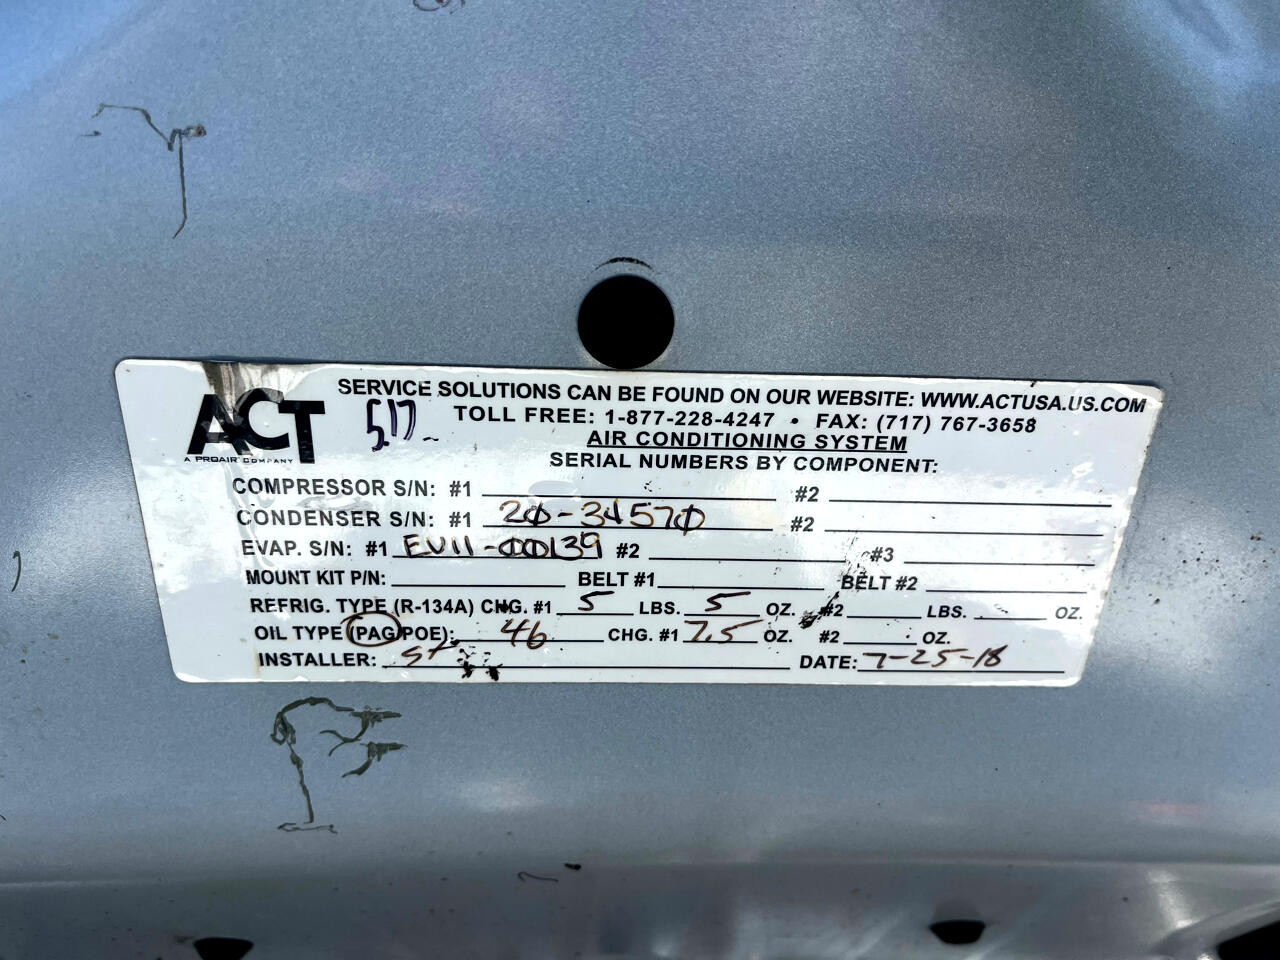 ACT
A PROAIR COMPANY
517
SERVICE SOLUTIONS CAN BE FOUND ON OUR WEBSITE: WWW.ACTUSA.US.COM
TOLL FREE: 1-877-228-4247 • FAX: (717) 767-3658
AIR CONDITIONING SYSTEM
SERIAL NUMBERS BY COMPONENT:
COMPRESSOR S/N: #1 #2
CONDENSER S/N: #1 20-34570 #2
EVAP. S/N: #1 EV11-00139 #2 #3
MOUNT KIT P/N: BELT #1 BELT #2
REFRIG. TYPE (R-134A) CHG. #1 5 LBS. 5 OZ. #2 LBS. OZ.
OIL TYPE (PAG/POE): 46 CHG. #1 7.5 OZ. #2 OZ.
INSTALLER: DATE: 7-25-18